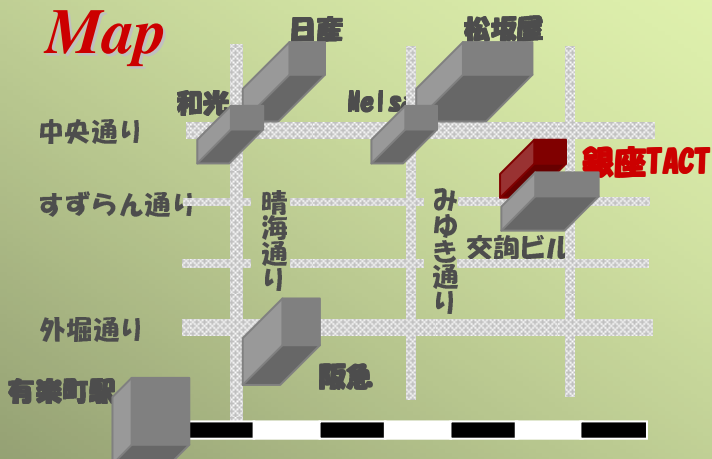 Map
日産
松坂屋
和光
Melsa
中央通り
銀座TACT
すずらん通り
晴海通り
みゆき通り
交詢ビル
外堀通り
阪急
有楽町駅